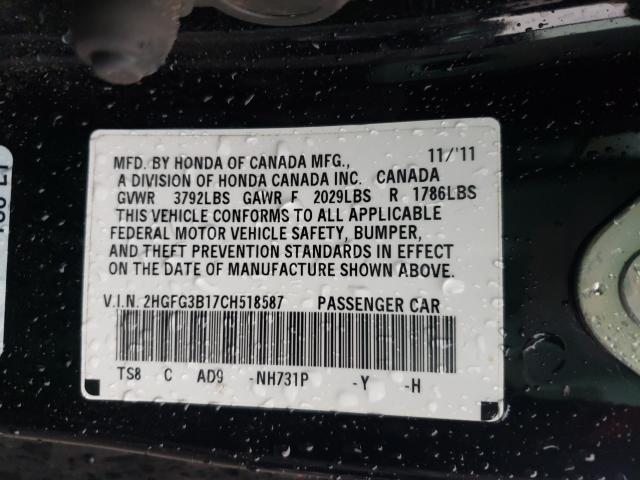 MFD. BY HONDA OF CANADA MFG., 11/'11
A DIVISION OF HONDA CANADA INC. CANADA
GVWR 3792LBS GAWR F 2029LBS R 1786LBS
THIS VEHICLE CONFORMS TO ALL APPLICABLE
FEDERAL MOTOR VEHICLE SAFETY, BUMPER,
AND THEFT PREVENTION STANDARDS IN EFFECT
ON THE DATE OF MANUFACTURE SHOWN ABOVE.
V.I.N. 2HGFG3B17CH518587 PASSENGER CAR
TS8 C AD9 -NH731P -Y -H